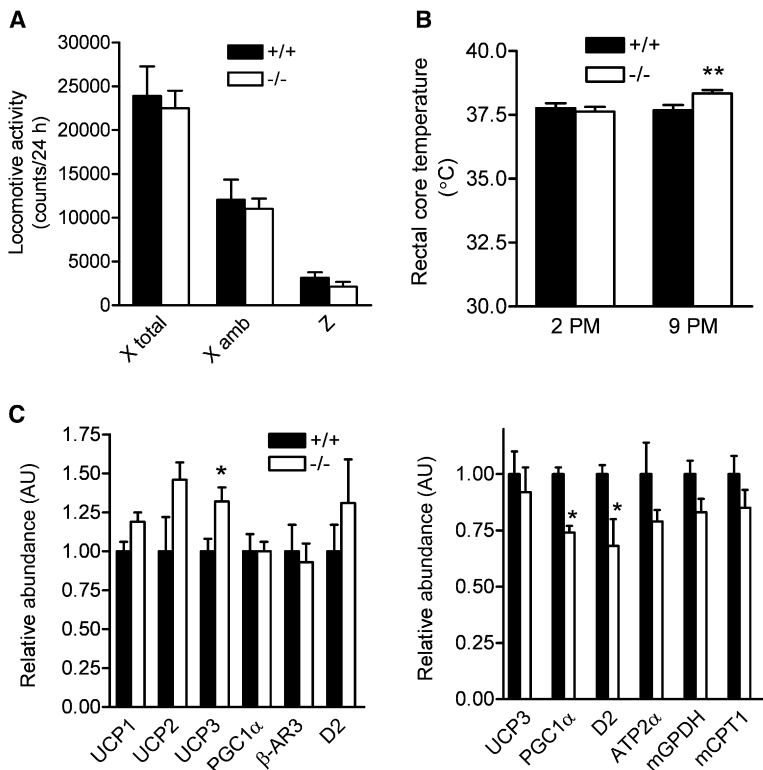 A
Locomotive activity
(counts/24 h)
30000
25000
20000
15000
10000
5000
0
+/+
-/-
X total
X amb
Z
B
Rectal core temperature
(°C)
40.0
37.5
35.0
32.5
30.0
+/+
-/-
**
2 PM
9 PM
C
Relative abundance (AU)
1.75
1.50
1.25
1.00
0.75
0.50
0.25
0.00
+/+
-/-
*
UCP1
UCP2
UCP3
PGC1α
β-AR3
D2
Relative abundance (AU)
1.00
0.75
0.50
0.25
0.00
*
*
UCP3
PGC1α
D2
ATP2α
mGPDH
mCPT1